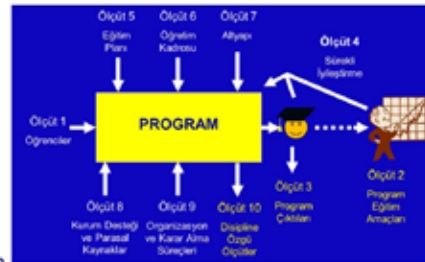 Ölçüt 5
Eğitim
Planı
Ölçüt 6
Öğretim
Kadrosu
Ölçüt 7
Altyapı
Ölçüt 4
Sürekli
İyileştirme
Ölçüt 1
Öğrenciler
PROGRAM
Ölçüt 3
Program
Çıktıları
Ölçüt 2
Program
Eğitim
Amaçları
Ölçüt 8
Kurum Desteği
ve Parasal
Kaynaklar
Ölçüt 9
Organizasyon
ve Karar Alma
Süreçleri
Ölçüt 10
Disipline
Özgü
Ölçütler